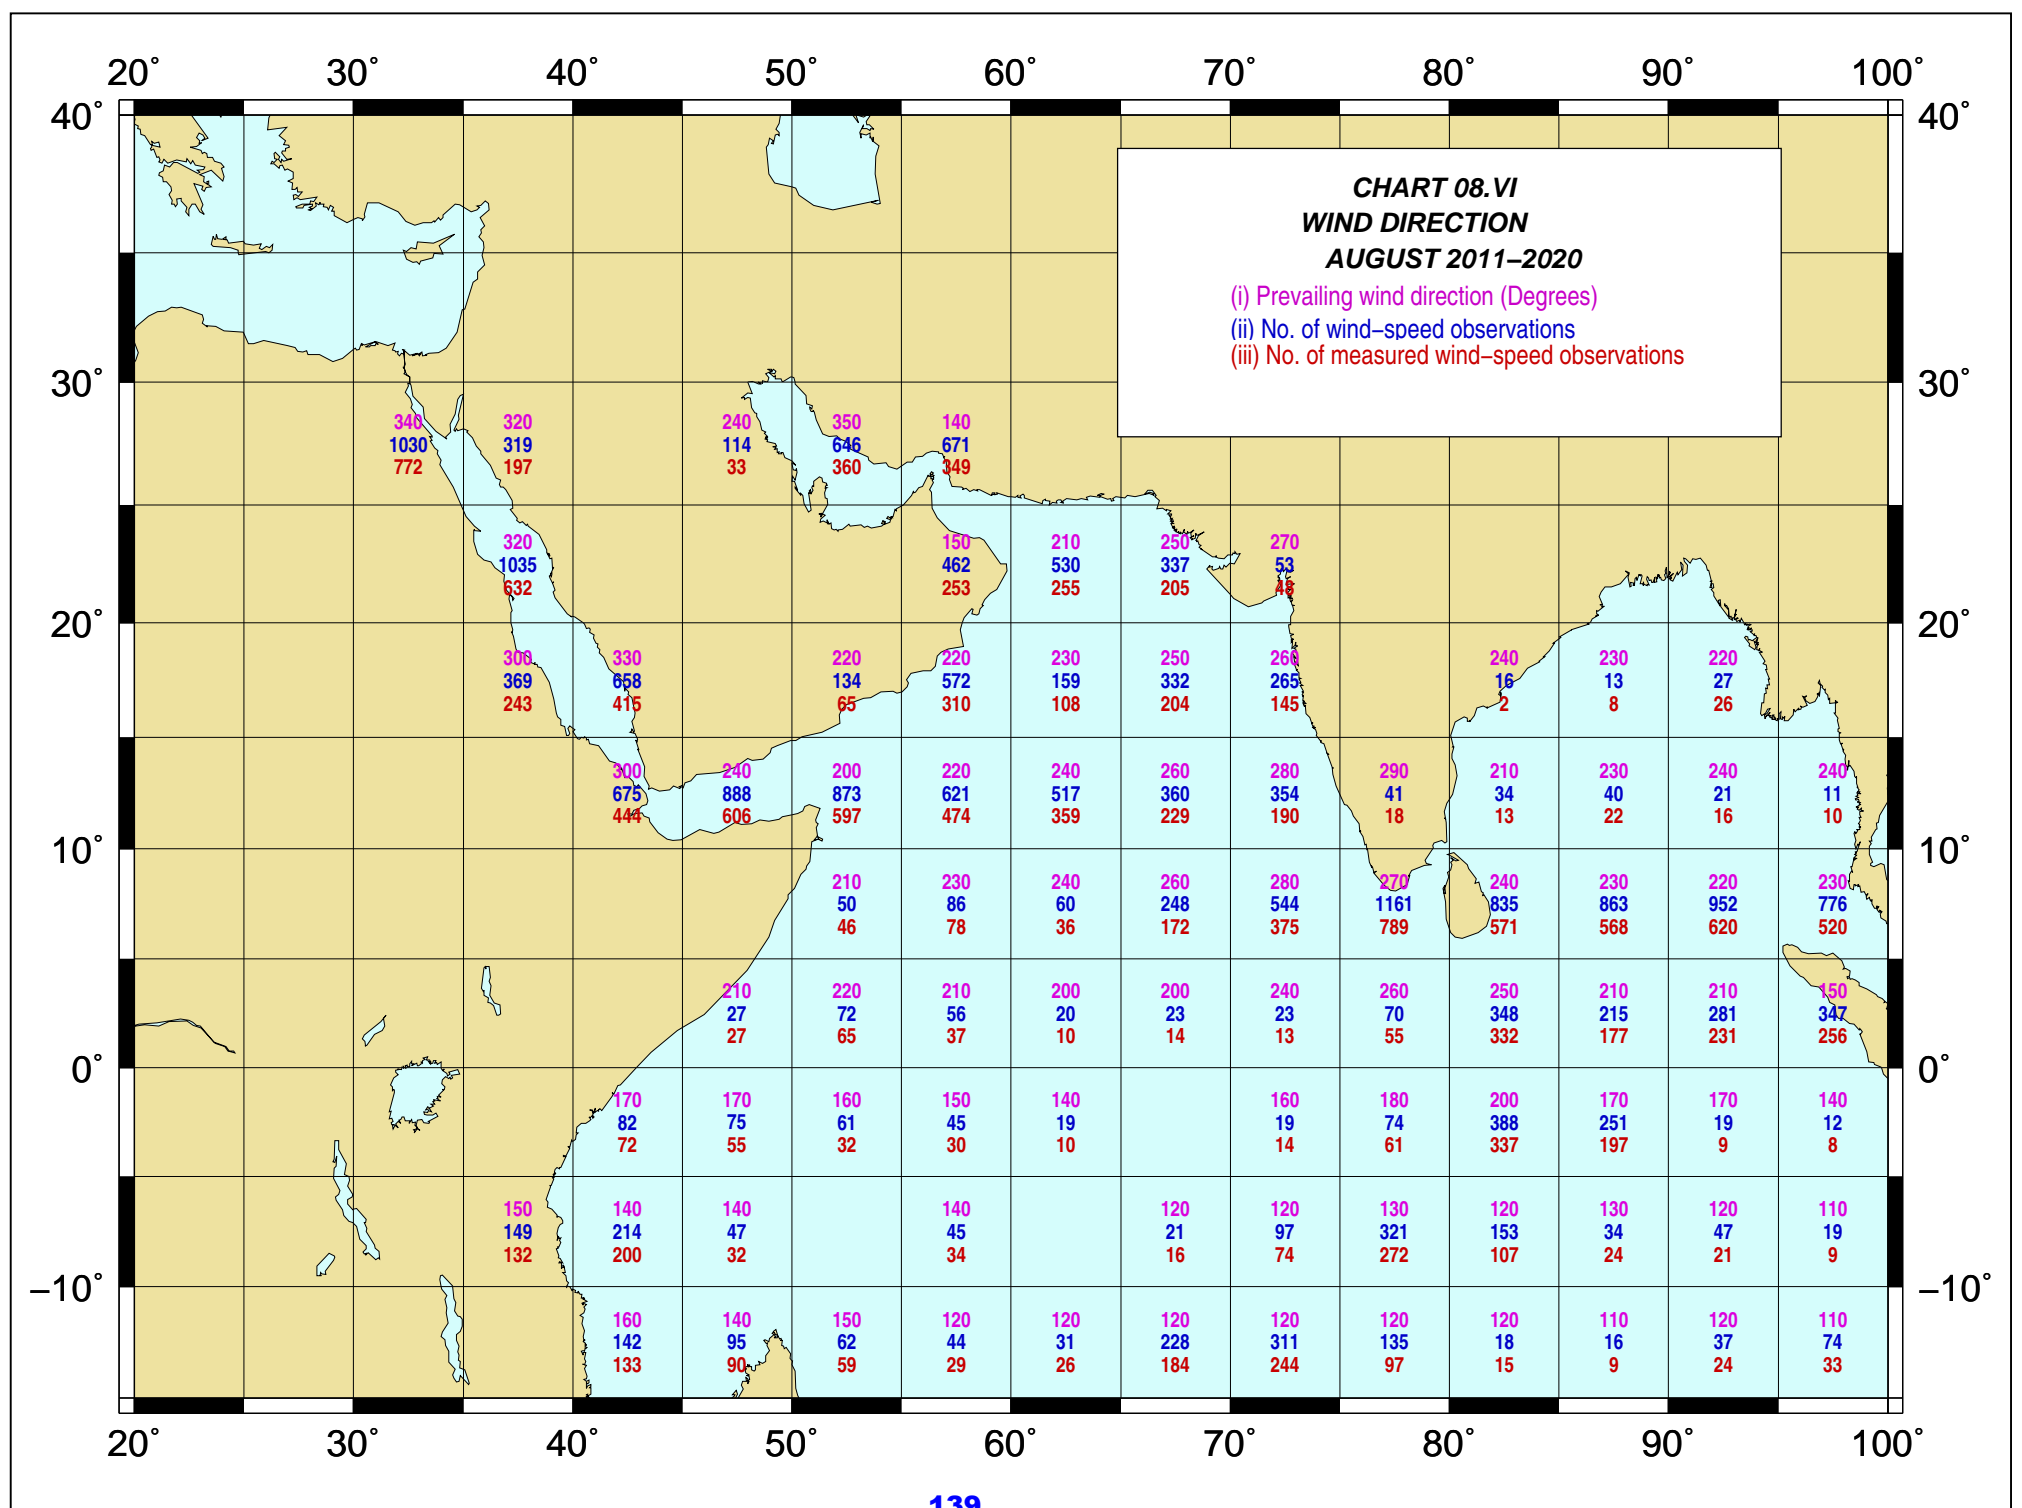 20° 30° 40° 50° 60° 70° 80° 90° 100°
40° 40°
CHART 08.VI
WIND DIRECTION
AUGUST 2011–2020
(i) Prevailing wind direction (Degrees)
(ii) No. of wind–speed observations
(iii) No. of measured wind–speed observations
30° 30°
340 320 240 350 140
1030 319 114 646 671
772 197 33 360 349
320 150 210 250 270
1035 462 530 337 53
632 253 255 205 48
20° 20°
300 330 220 220 230 250 260 240 230 220
369 658 134 572 159 332 265 16 13 27
243 415 65 310 108 204 145 2 8 26
300 240 200 220 240 260 280 290 210 230 240 240
675 888 873 621 517 360 354 41 34 40 21 11
444 606 597 474 359 229 190 18 13 22 16 10
10° 10°
210 230 240 260 280 270 240 230 220 230
50 86 60 248 544 1161 835 863 952 776
46 78 36 172 375 789 571 568 620 520
210 220 210 200 200 240 260 250 210 210 150
27 72 56 20 23 23 70 348 215 281 347
27 65 37 10 14 13 55 332 177 231 256
0° 0°
170 170 160 150 140 160 180 200 170 170 140
82 75 61 45 19 19 74 388 251 19 12
72 55 32 30 10 14 61 337 197 9 8
150 140 140 140 120 120 130 120 130 120 110
149 214 47 45 21 97 321 153 34 47 19
132 200 32 34 16 74 272 107 24 21 9
–10° –10°
160 140 150 120 120 120 120 120 120 110 120 110
142 95 62 44 31 228 311 135 18 16 37 74
133 90 59 29 26 184 244 97 15 9 24 33
20° 30° 40° 50° 60° 70° 80° 90° 100°
139